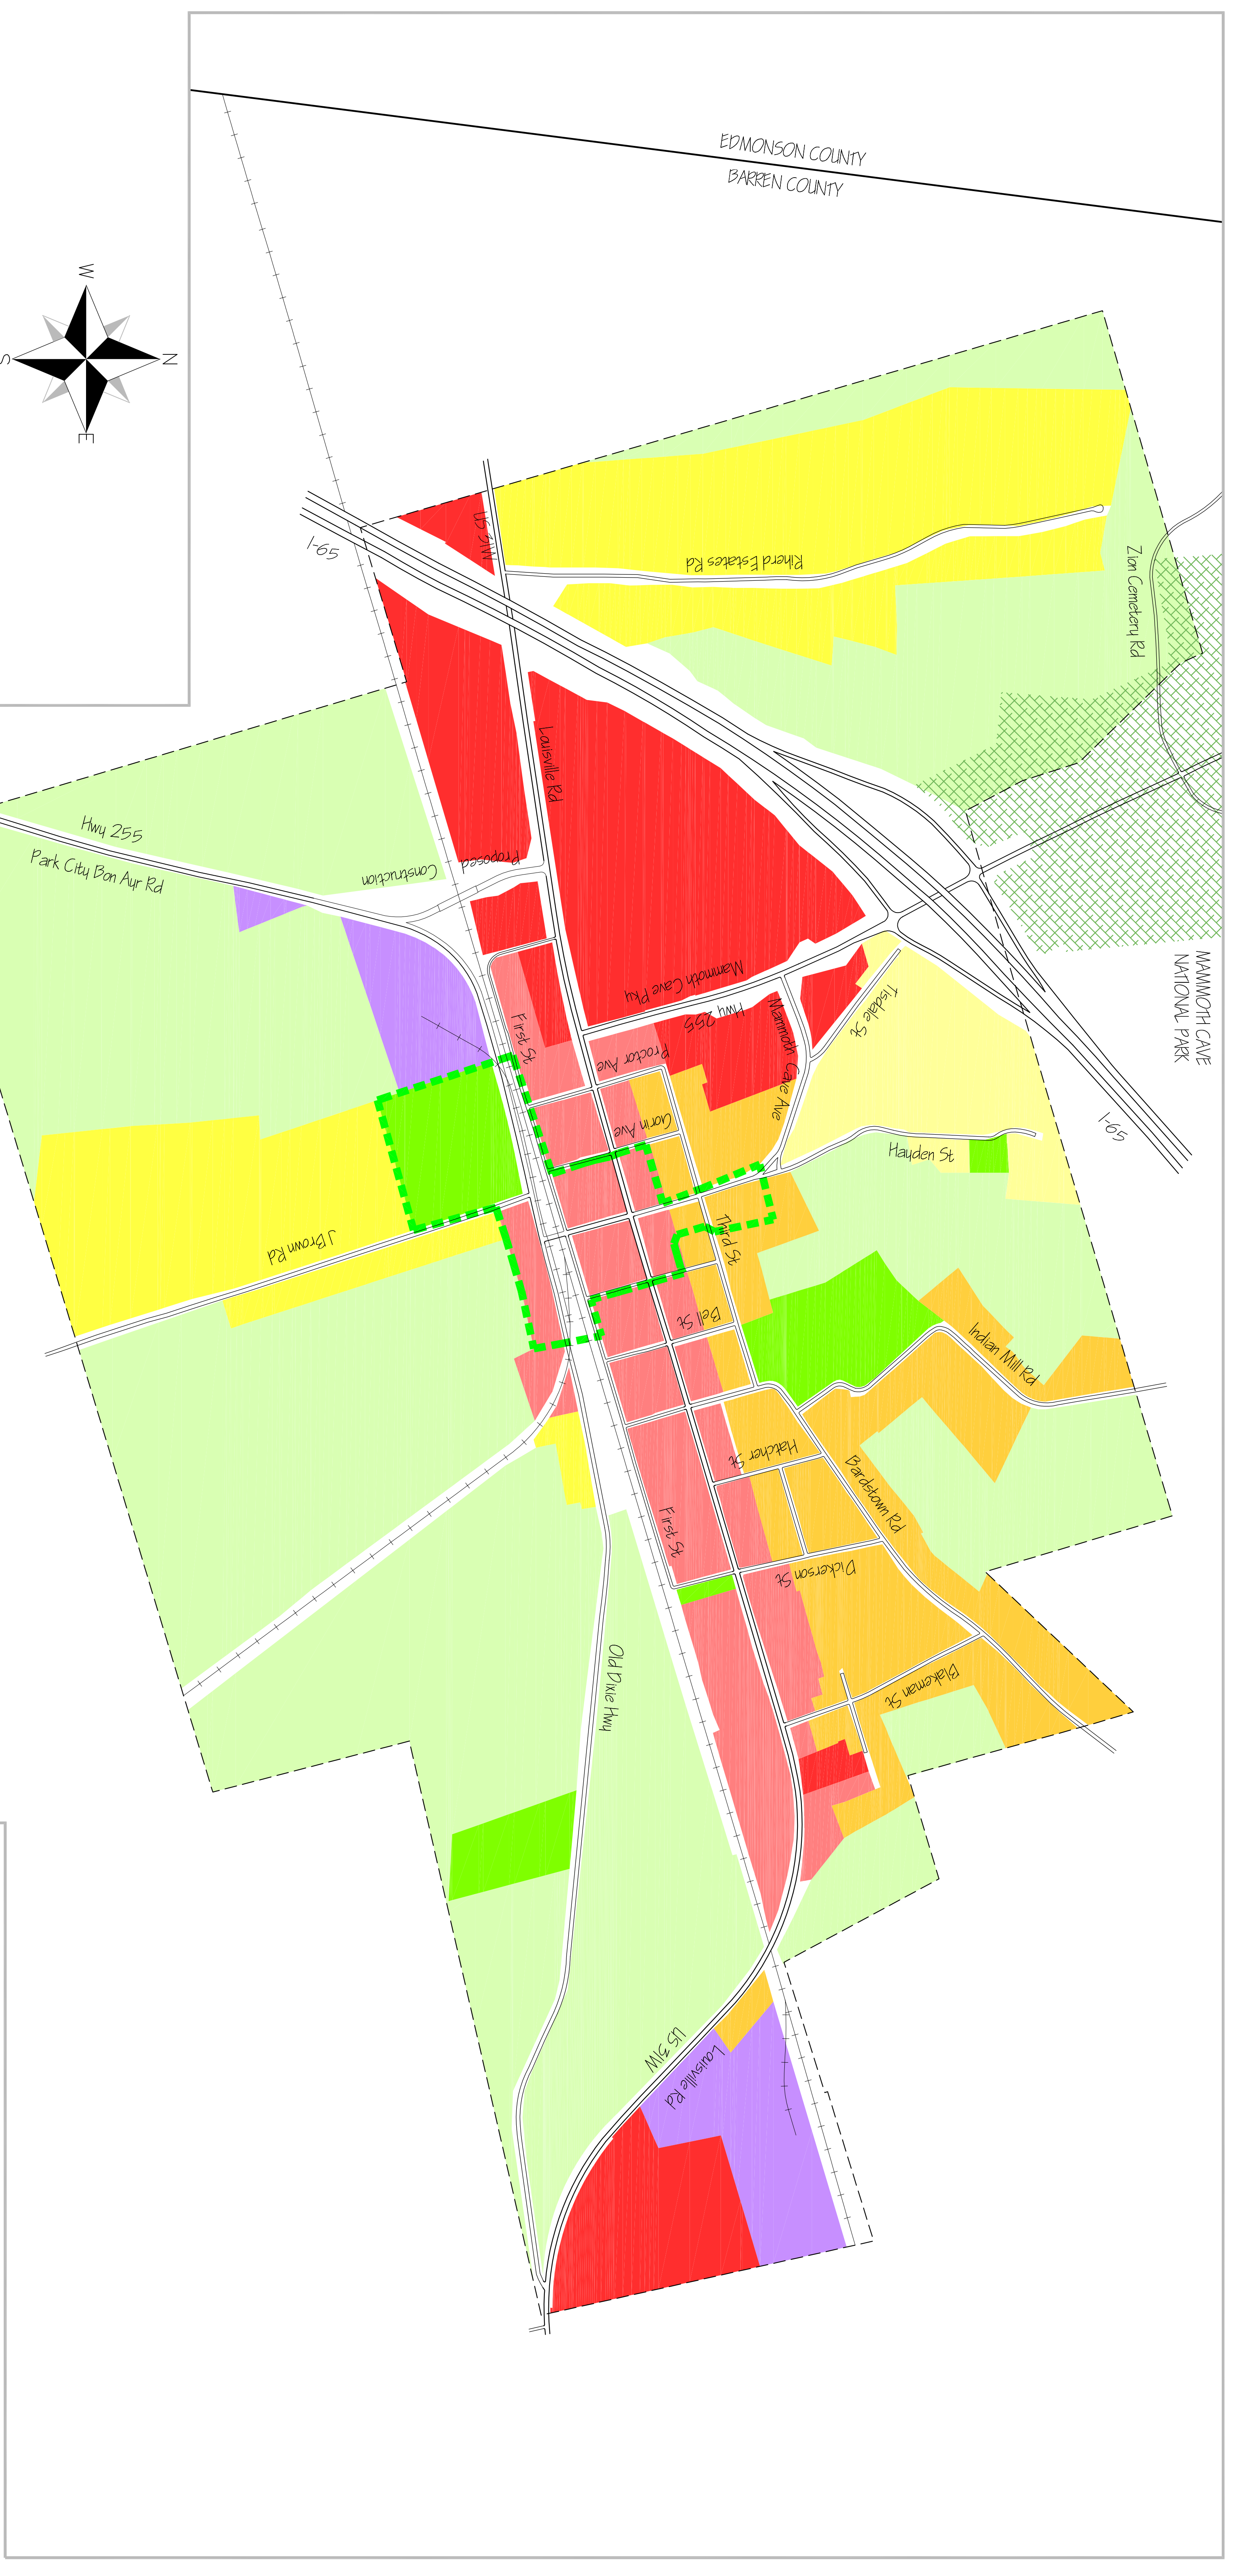 EDMONSON COUNTY
BARREN COUNTY
W
N
S
E
I-65
US 31W
Riherd Estates Rd
Zion Cemetery Rd
Louisville Rd
Hwy 255
Park City Bon Ayr Rd
Proposed
Construction
MAMMOTH CAVE
NATIONAL PARK
Mammoth Cave Pky
Hwy 255
Mammoth Cave Ave
Tisdale St
First St
Proctor Ave
Gorin Ave
I-65
Hayden St
J Brown Rd
Third St
Bell St
Indian Mill Rd
Hatcher St
Bardstown Rd
First St
Dickerson St
Old Dixie Hwy
Blakeman St
US 31W
Louisville Rd